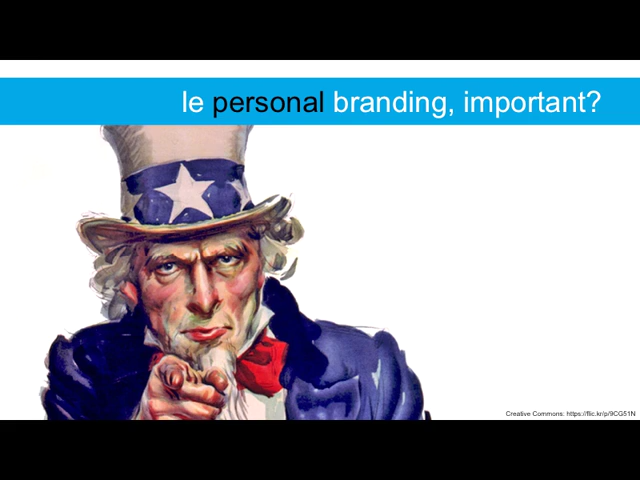 le personal branding, important?
Creative Commons: https://flic.kr/p/9CG51N